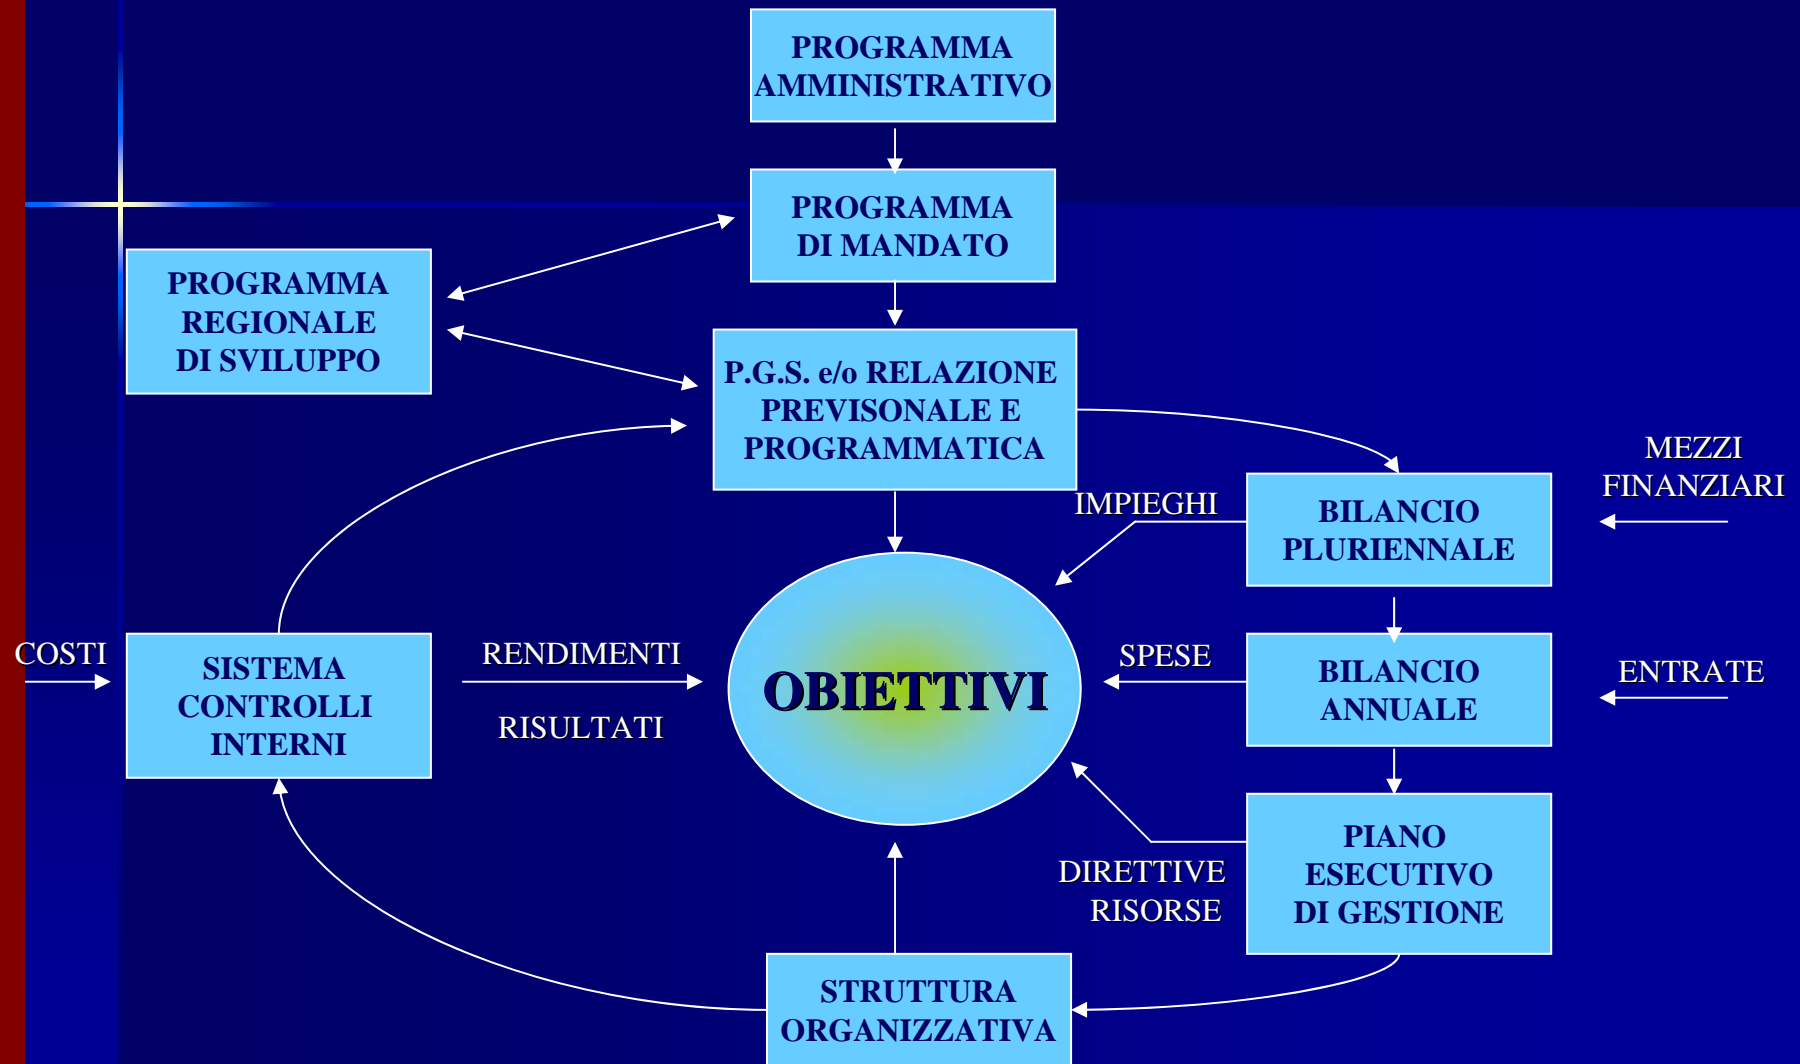 PROGRAMMA
AMMINISTRATIVO
PROGRAMMA
DI MANDATO
PROGRAMMA
REGIONALE
DI SVILUPPO
P.G.S. e/o RELAZIONE
PREVISONALE E
PROGRAMMATICA
MEZZI
FINANZIARI
IMPIEGHI
BILANCIO
PLURIENNALE
COSTI
SISTEMA
CONTROLLI
INTERNI
RENDIMENTI
RISULTATI
OBIETTIVI
SPESE
BILANCIO
ANNUALE
ENTRATE
DIRETTIVE
RISORSE
PIANO
ESECUTIVO
DI GESTIONE
STRUTTURA
ORGANIZZATIVA